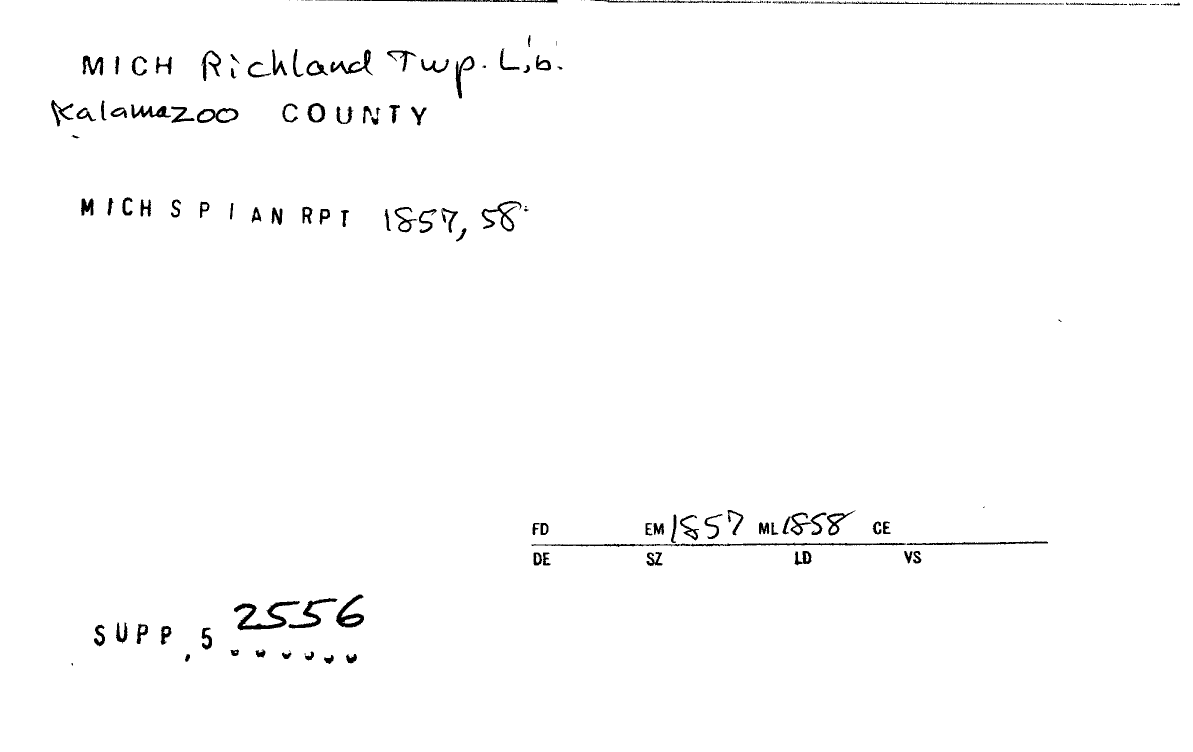 MICH Richland Twp. Lib.
Kalamazoo COUNTY
MICH S P I AN RPT 1857, 58
FD EM 1857 ML 1858 CE
DE SZ LD VS
SUPP, 5 2556